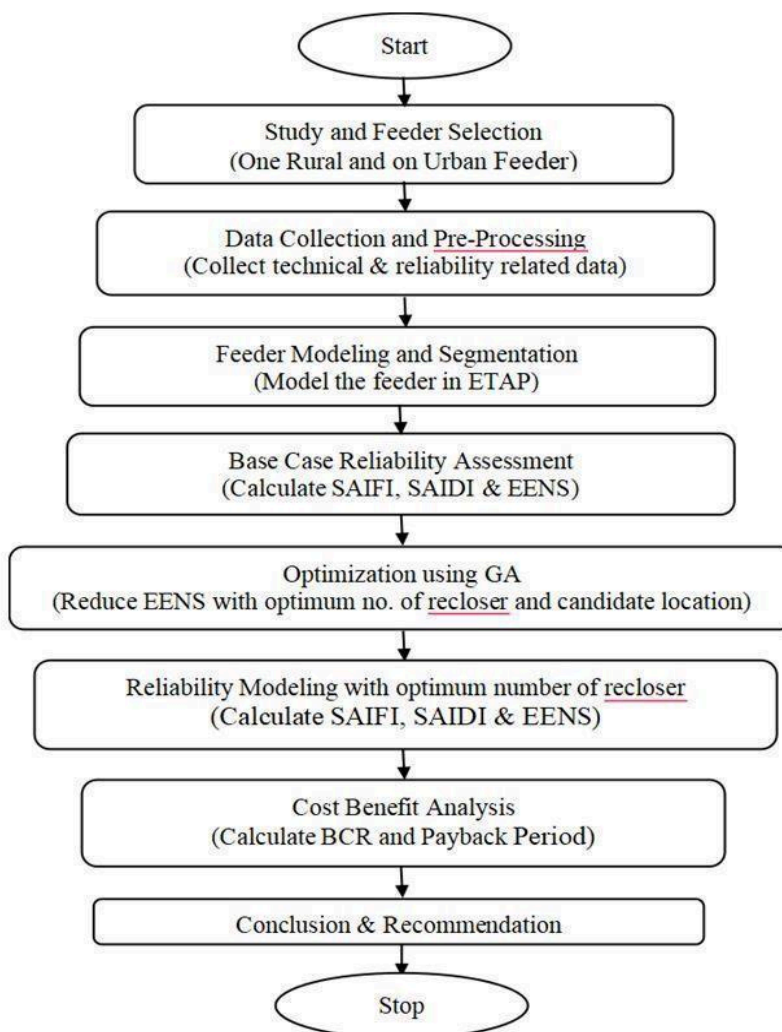 Start
Study and Feeder Selection
(One Rural and on Urban Feeder)
Data Collection and Pre-Processing
(Collect technical & reliability related data)
Feeder Modeling and Segmentation
(Model the feeder in ETAP)
Base Case Reliability Assessment
(Calculate SAIFI, SAIDI & EENS)
Optimization using GA
(Reduce EENS with optimum no. of recloser and candidate location)
Reliability Modeling with optimum number of recloser
(Calculate SAIFI, SAIDI & EENS)
Cost Benefit Analysis
(Calculate BCR and Payback Period)
Conclusion & Recommendation
Stop